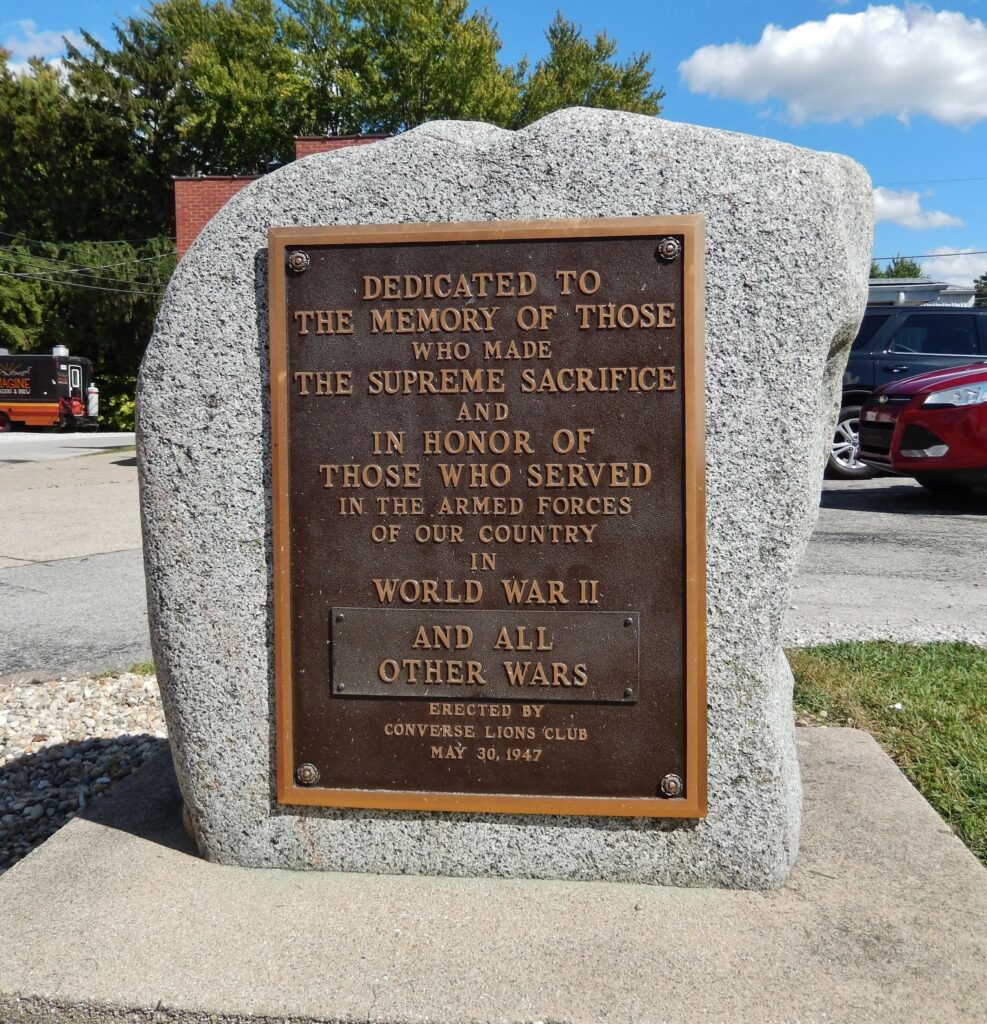 DEDICATED TO
THE MEMORY OF THOSE
WHO MADE
THE SUPREME SACRIFICE
AND
IN HONOR OF
THOSE WHO SERVED
IN THE ARMED FORCES
OF OUR COUNTRY
IN
WORLD WAR II
AND ALL
OTHER WARS
ERECTED BY
CONVERSE LIONS CLUB
MAY 30, 1947